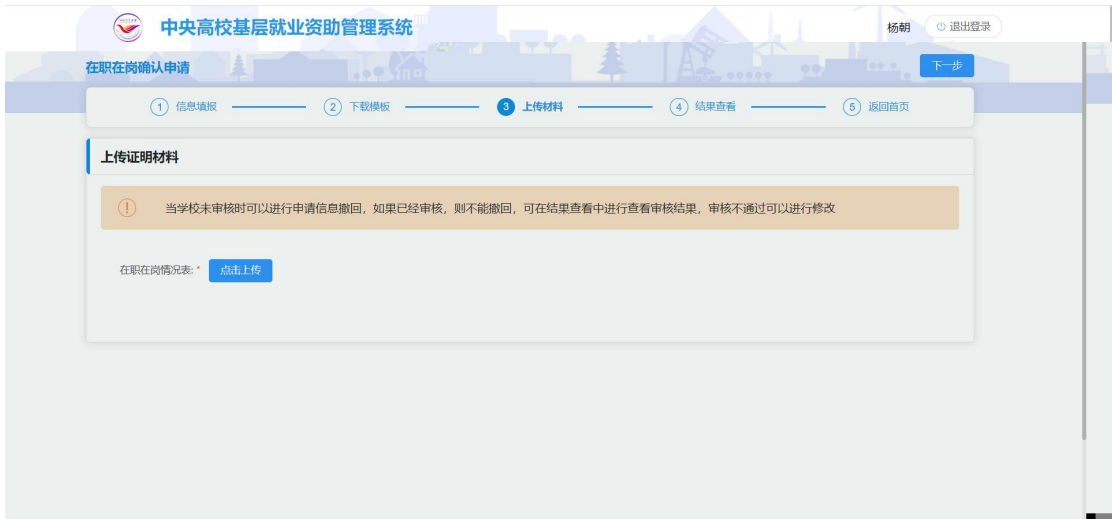 中央高校基层就业资助管理系统
杨朝 退出登录
在职在岗确认申请 下一步
1 信息填报 2 下载模板 3 上传材料 4 结果查看 5 返回首页
上传证明材料
当学校未审核时可以进行申请信息撤回，如果已经审核，则不能撤回，可在结果查看中进行查看审核结果，审核不通过可以进行修改
在职在岗情况表: * 点击上传